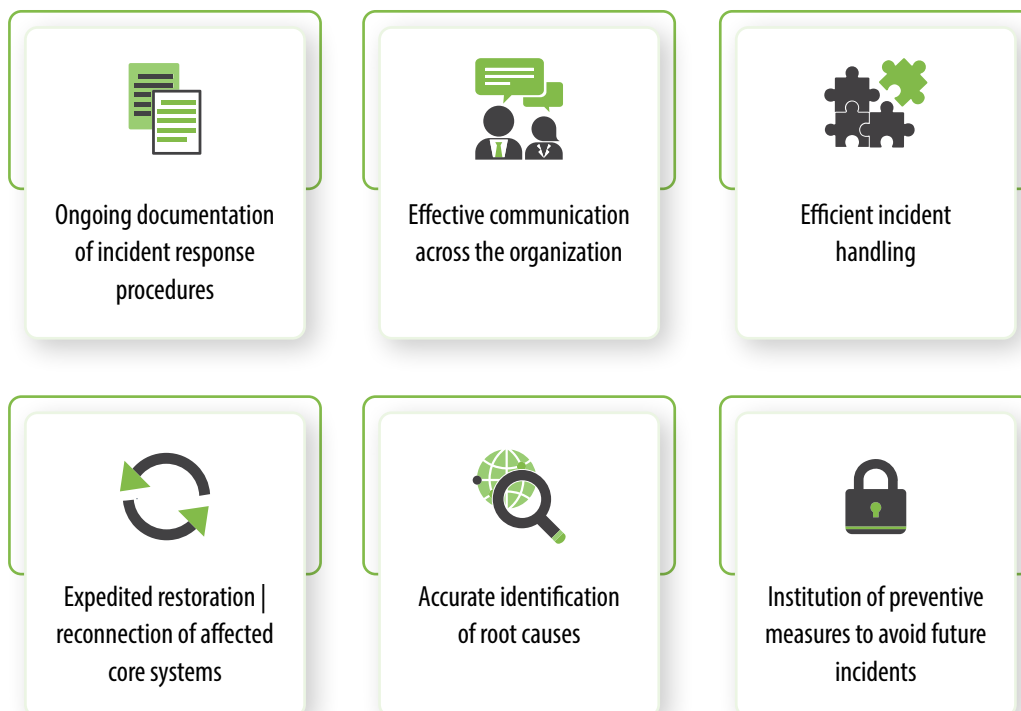 Ongoing documentation
of incident response
procedures
Effective communication
across the organization
Efficient incident
handling
Expedited restoration |
reconnection of affected
core systems
Accurate identification
of root causes
Institution of preventive
measures to avoid future
incidents